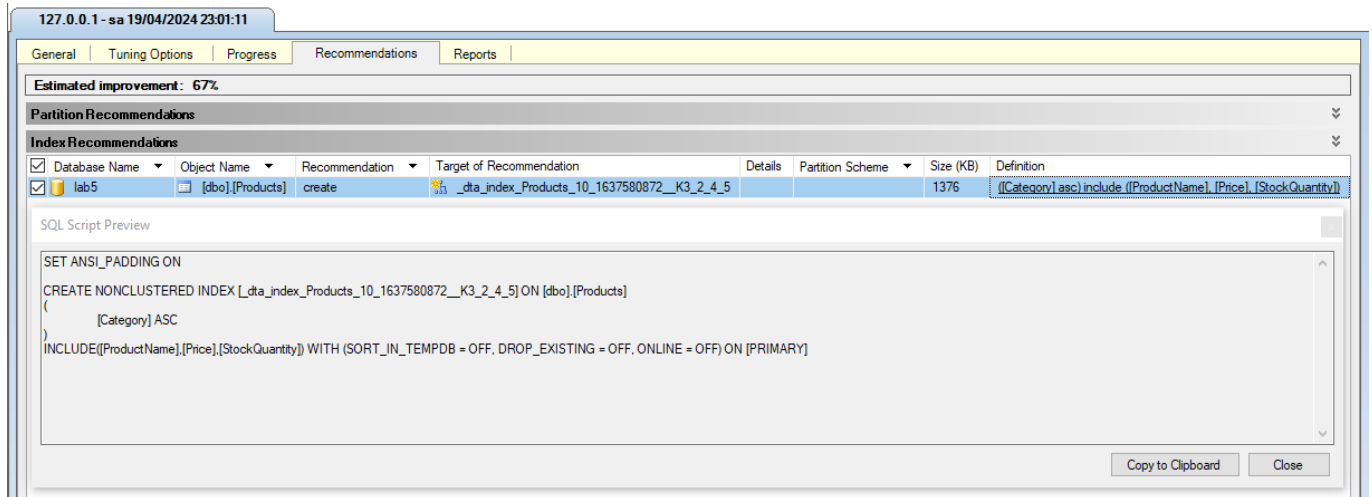 127.0.0.1 - sa 19/04/2024 23:01:11
General Tuning Options Progress Recommendations Reports
Estimated improvement: 67%
Partition Recommendations
Index Recommendations
Database Name Object Name Recommendation Target of Recommendation Details Partition Scheme Size (KB) Definition
lab5 [dbo].[Products] create _dta_index_Products_10_1637580872__K3_2_4_5 1376 ([Category] asc) include ([ProductName], [Price], [StockQuantity])
SQL Script Preview
SET ANSI_PADDING ON
CREATE NONCLUSTERED INDEX [_dta_index_Products_10_1637580872__K3_2_4_5] ON [dbo].[Products]
(
[Category] ASC
)
INCLUDE([ProductName],[Price],[StockQuantity]) WITH (SORT_IN_TEMPDB = OFF, DROP_EXISTING = OFF, ONLINE = OFF) ON [PRIMARY]
Copy to Clipboard Close